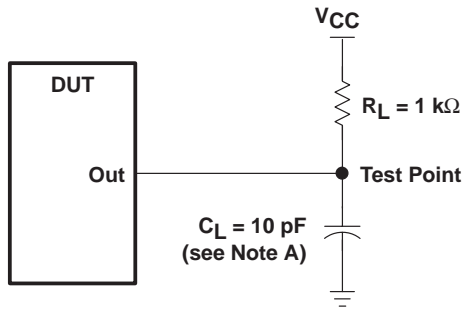 VCC
DUT
RL = 1 kΩ
Out
Test Point
CL = 10 pF
(see Note A)